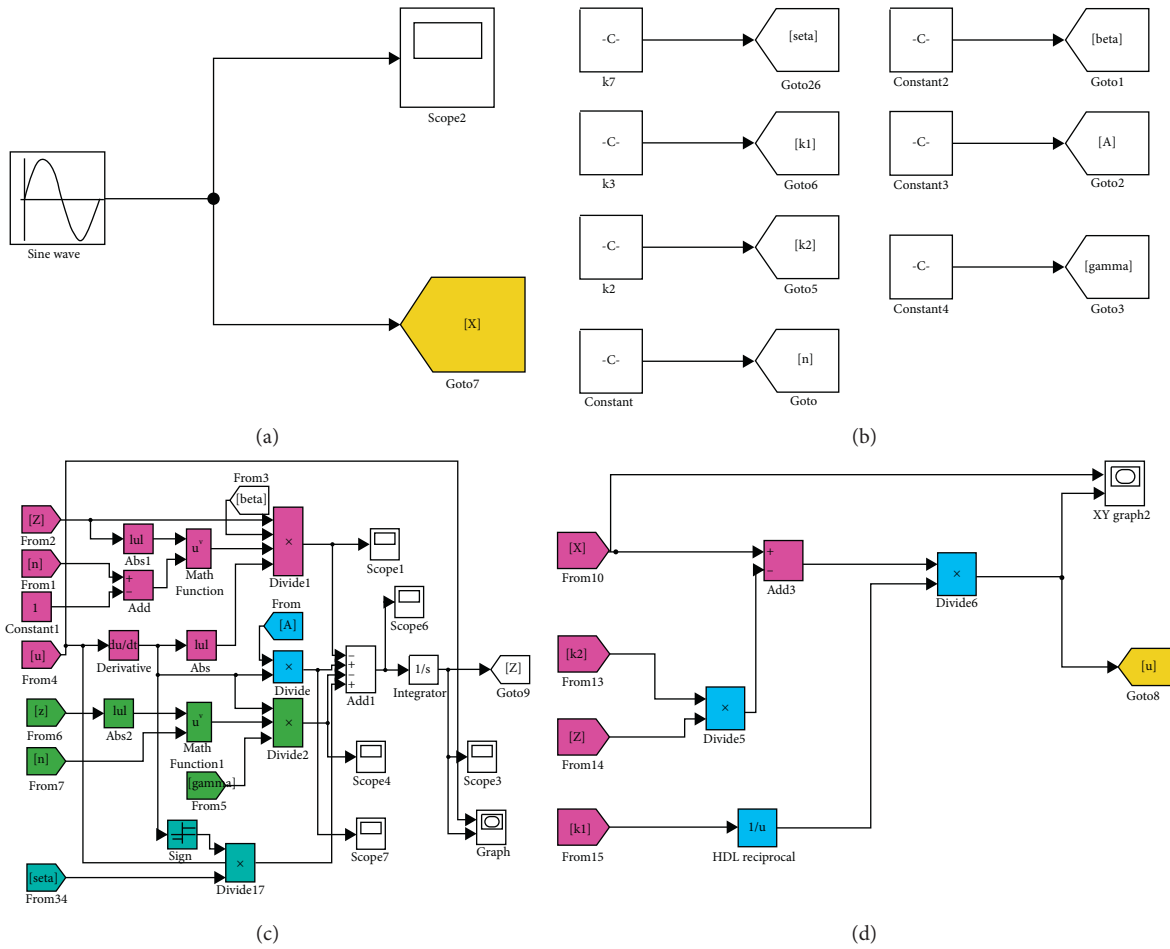 Scope2
Sine wave
[X]
Goto7
(a)
-C-
k7
[seta]
Goto26
-C-
Constant2
[beta]
Goto1
-C-
k3
[k1]
Goto6
-C-
Constant3
[A]
Goto2
-C-
k2
[k2]
Goto5
-C-
Constant4
[gamma]
Goto3
-C-
Constant
[n]
Goto
(b)
From3
[beta]
[Z]
From2
lul
Abs1
u^v
Math
Function
×
Divide1
Scope1
[n]
From1
+
−
Add
1
Constant1
From
[A]
Scope6
[u]
From4
du/dt
Derivative
lul
Abs
×
Divide
−
+
−
+
Add1
1/s
Integrator
[Z]
Goto9
[z]
From6
lul
Abs2
u^v
Math
Function1
×
Divide2
[n]
From7
[gamma]
From5
Scope4
Scope3
Sign
×
Divide17
Scope7
Graph
[seta]
From34
(c)
XY graph2
[X]
From10
+
−
Add3
×
Divide6
[k2]
From13
×
Divide5
[u]
Goto8
[Z]
From14
[k1]
From15
1/u
HDL reciprocal
(d)